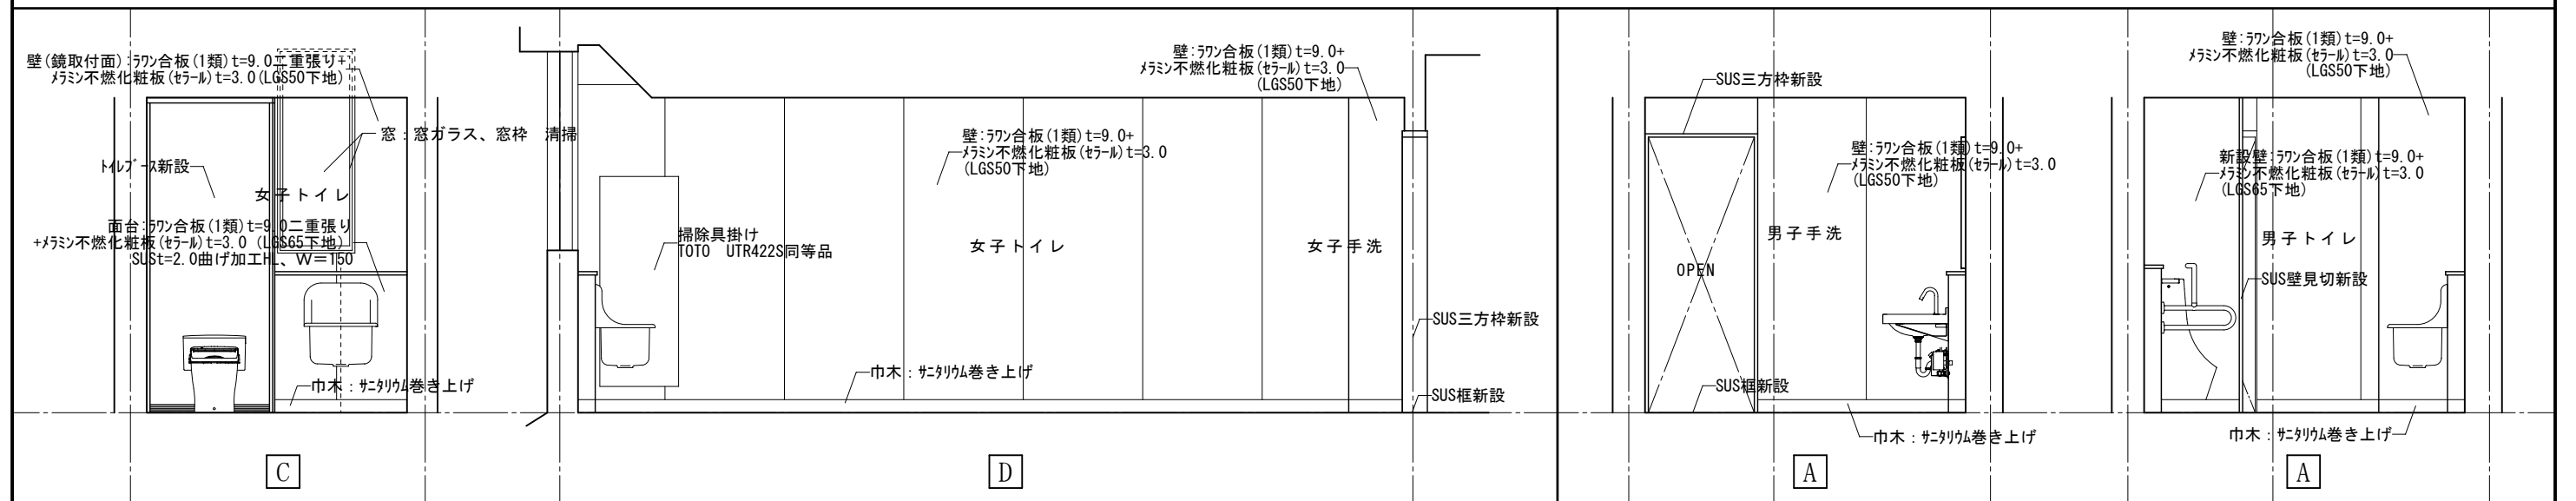 壁(鏡取付面):ﾗﾜﾝ合板(1類)t=9.0二重張り+
ﾒﾗﾐﾝ不燃化粧板(ｾﾗｰﾙ)t=3.0(LGS50下地)
窓：窓ガラス、窓枠　清掃
ﾄｲﾚﾌﾞｰｽ新設
女子トイレ
面台:ﾗﾜﾝ合板(1類)t=9.0二重張り
+ﾒﾗﾐﾝ不燃化粧板(ｾﾗｰﾙ)t=3.0 (LGS65下地)
SUSt=2.0曲げ加工HL、W＝150
巾木：ｻﾆﾀﾘｳﾑ巻き上げ
C
壁:ﾗﾜﾝ合板(1類)t=9.0+
ﾒﾗﾐﾝ不燃化粧板(ｾﾗｰﾙ)t=3.0
(LGS50下地)
壁:ﾗﾜﾝ合板(1類)t=9.0+
ﾒﾗﾐﾝ不燃化粧板(ｾﾗｰﾙ)t=3.0
(LGS50下地)
掃除具掛け
TOTO　UTR422S同等品
女子トイレ
女子手洗
SUS三方枠新設
巾木：ｻﾆﾀﾘｳﾑ巻き上げ
SUS框新設
D
SUS三方枠新設
壁:ﾗﾜﾝ合板(1類)t=9.0+
ﾒﾗﾐﾝ不燃化粧板(ｾﾗｰﾙ)t=3.0
(LGS50下地)
男子手洗
OPEN
SUS框新設
巾木：ｻﾆﾀﾘｳﾑ巻き上げ
A
壁:ﾗﾜﾝ合板(1類)t=9.0+
ﾒﾗﾐﾝ不燃化粧板(ｾﾗｰﾙ)t=3.0
(LGS50下地)
新設壁:ﾗﾜﾝ合板(1類)t=9.0+
ﾒﾗﾐﾝ不燃化粧板(ｾﾗｰﾙ)t=3.0
(LGS65下地)
男子トイレ
SUS壁見切新設
巾木：ｻﾆﾀﾘｳﾑ巻き上げ
A